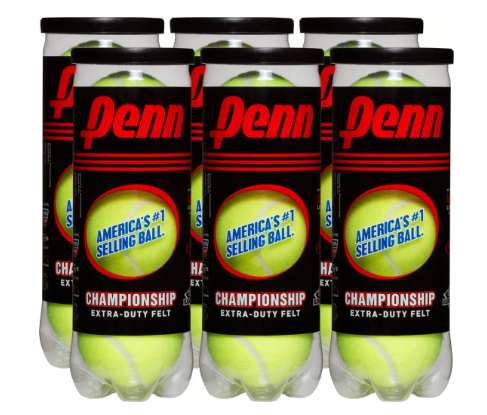 Penn
AMERICA'S #1
SELLING BALL.
CHAMPIONSHIP
EXTRA-DUTY FELT
Penn
AMERICA'S #1
SELLING BALL.
CHAMPIONSHIP
EXTRA-DUTY FELT
Penn
AMERICA'S #1
SELLING BALL.
CHAMPIONSHIP
EXTRA-DUTY FELT